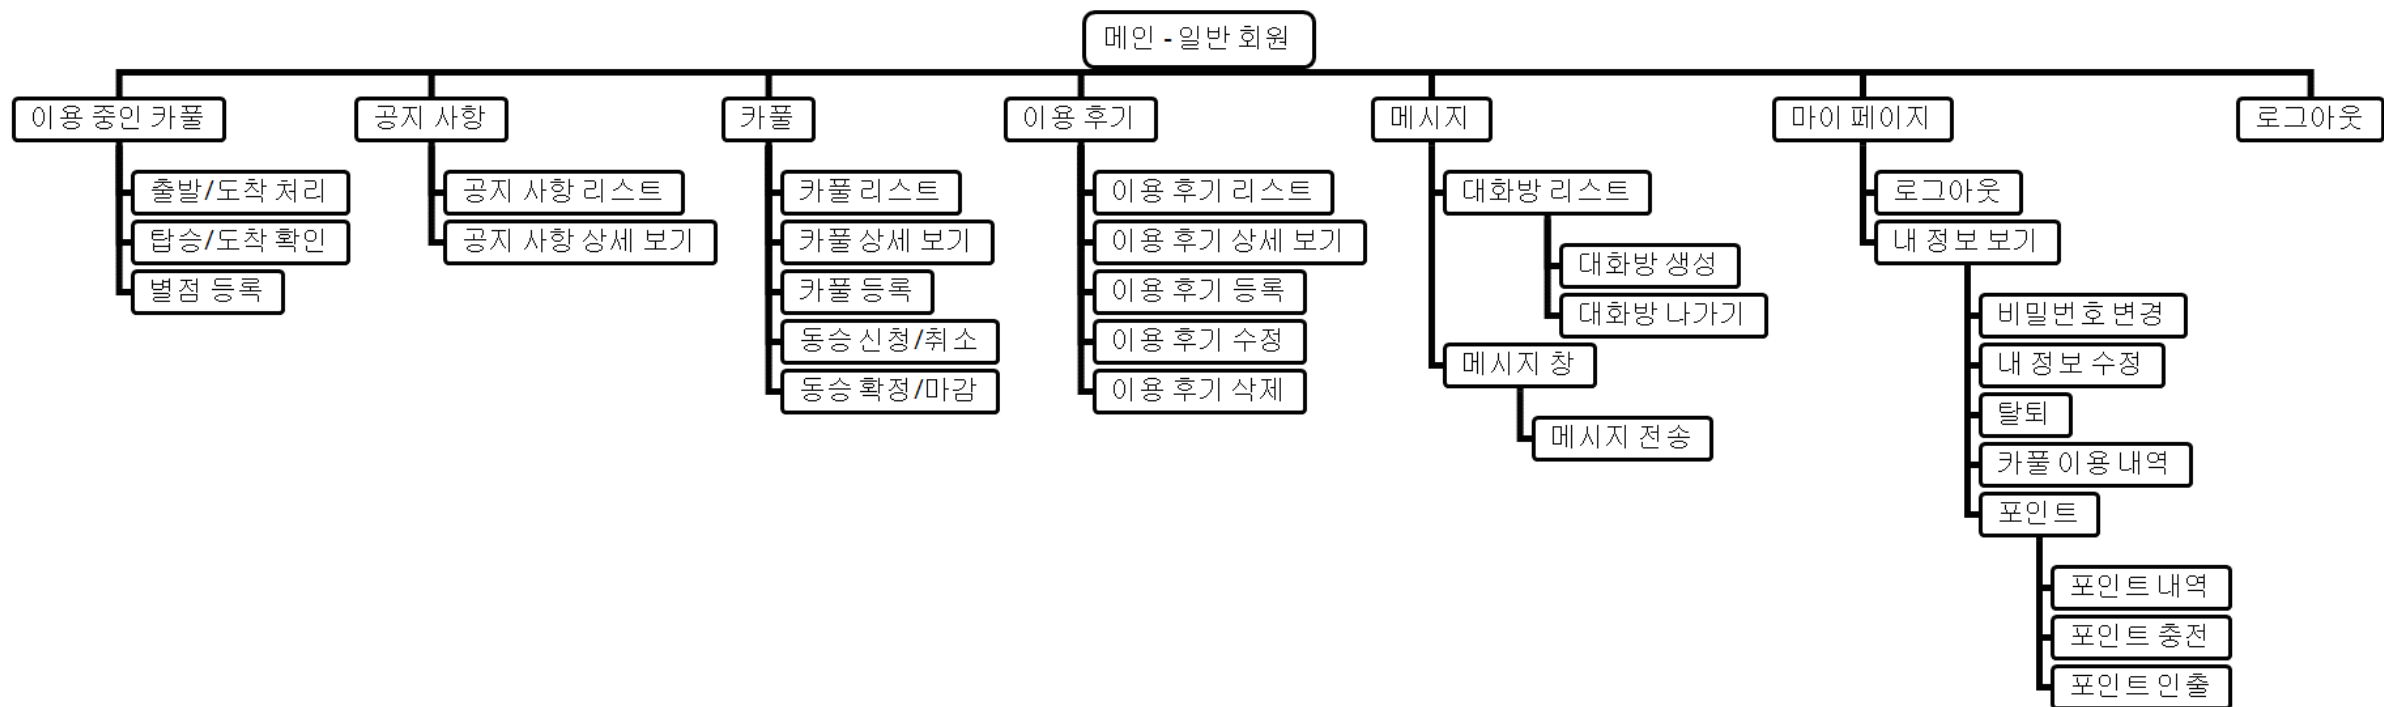 메인 - 일반 회원
이용 중인 카풀
출발/도착 처리
탑승/도착 확인
별점 등록
공지 사항
공지 사항 리스트
공지 사항 상세 보기
카풀
카풀 리스트
카풀 상세 보기
카풀 등록
동승 신청/취소
동승 확정/마감
이용 후기
이용 후기 리스트
이용 후기 상세 보기
이용 후기 등록
이용 후기 수정
이용 후기 삭제
메시지
대화방 리스트
대화방 생성
대화방 나가기
메시지 창
메시지 전송
마이 페이지
로그아웃
내 정보 보기
비밀번호 변경
내 정보 수정
탈퇴
카풀 이용 내역
포인트
포인트 내역
포인트 충전
포인트 인출
로그아웃